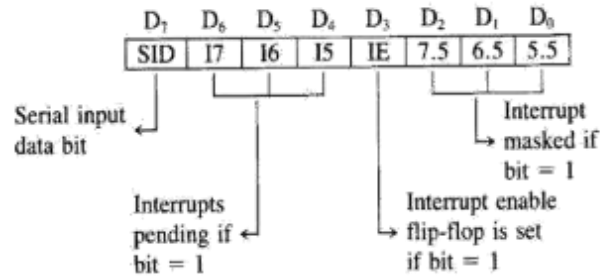 D₇ D₆ D₅ D₄ D₃ D₂ D₁ D₀
SID I7 I6 I5 IE 7.5 6.5 5.5
Serial input
data bit
Interrupt
masked if
bit = 1
Interrupts
pending if
bit = 1
Interrupt enable
flip-flop is set
if bit = 1